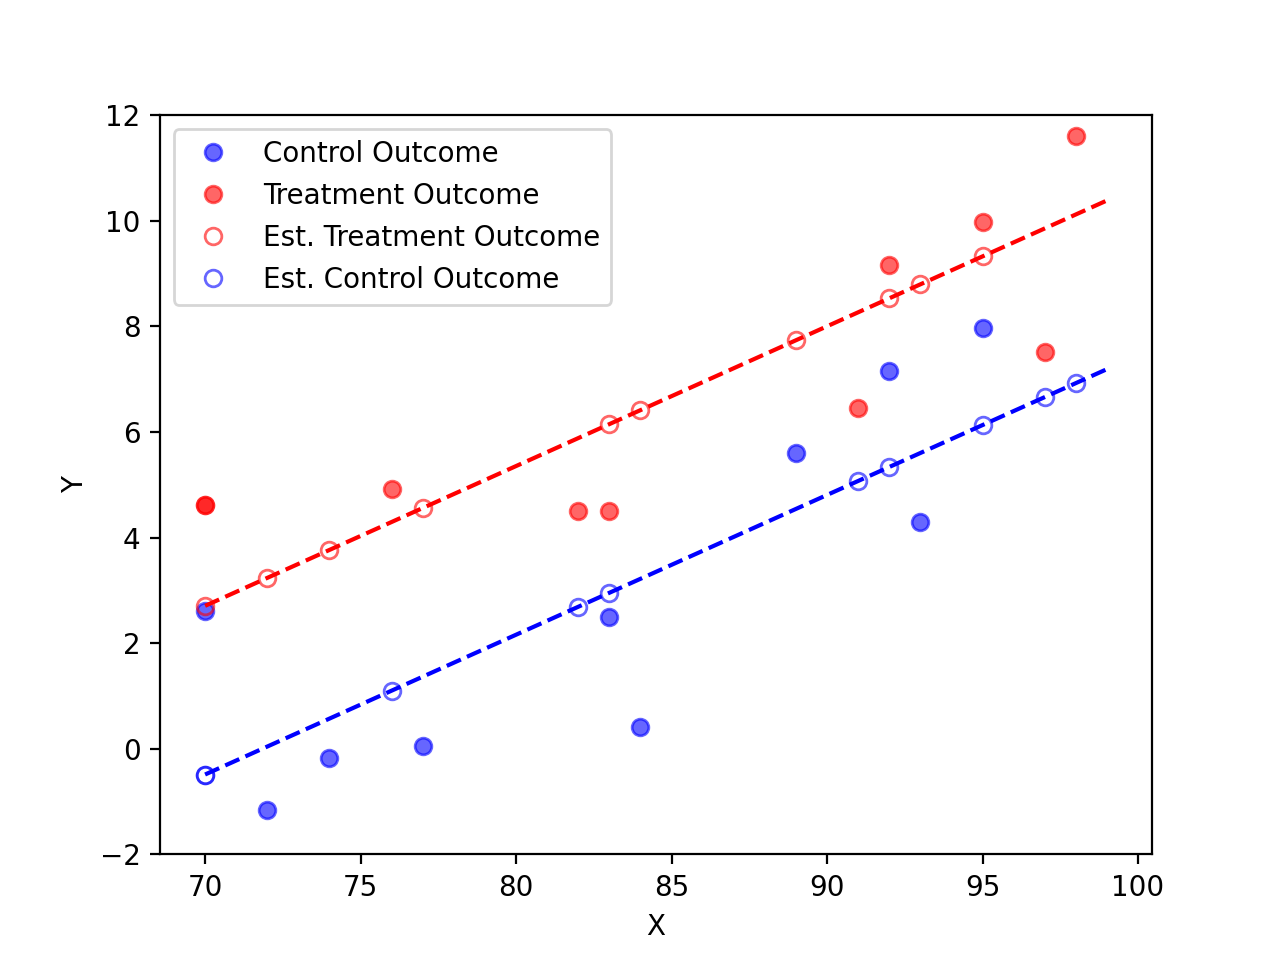 12
10
8
6
4
2
0
−2
Y
Control Outcome
Treatment Outcome
Est. Treatment Outcome
Est. Control Outcome
70 75 80 85 90 95 100
X